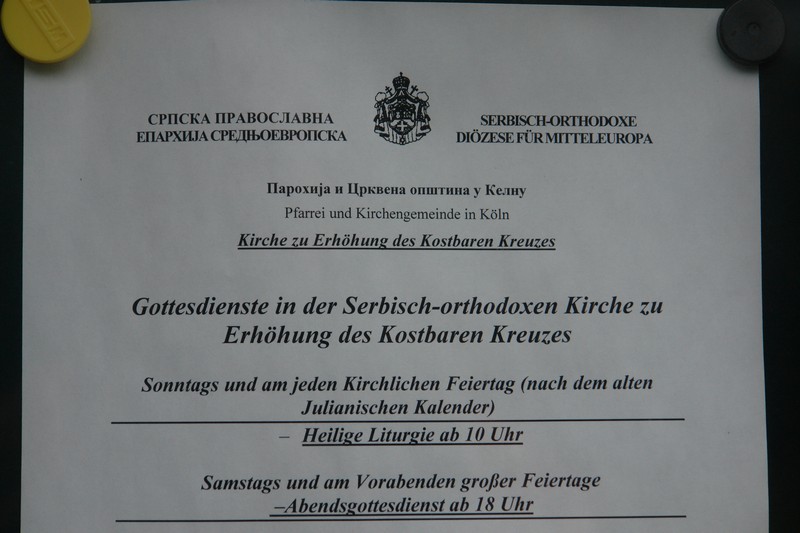 СРПСКА ПРАВОСЛАВНА
ЕПАРХИЈА СРЕДЊОЕВРОПСКА
SERBISCH-ORTHODOXE
DIÖZESE FÜR MITTELEUROPA
Парохија и Црквена општина у Келну
Pfarrei und Kirchengemeinde in Köln
Kirche zu Erhöhung des Kostbaren Kreuzes
Gottesdienste in der Serbisch-orthodoxen Kirche zu
Erhöhung des Kostbaren Kreuzes
Sonntags und am jeden Kirchlichen Feiertag (nach dem alten
Julianischen Kalender)
– Heilige Liturgie ab 10 Uhr
Samstags und am Vorabenden großer Feiertage
–Abendsgottesdienst ab 18 Uhr